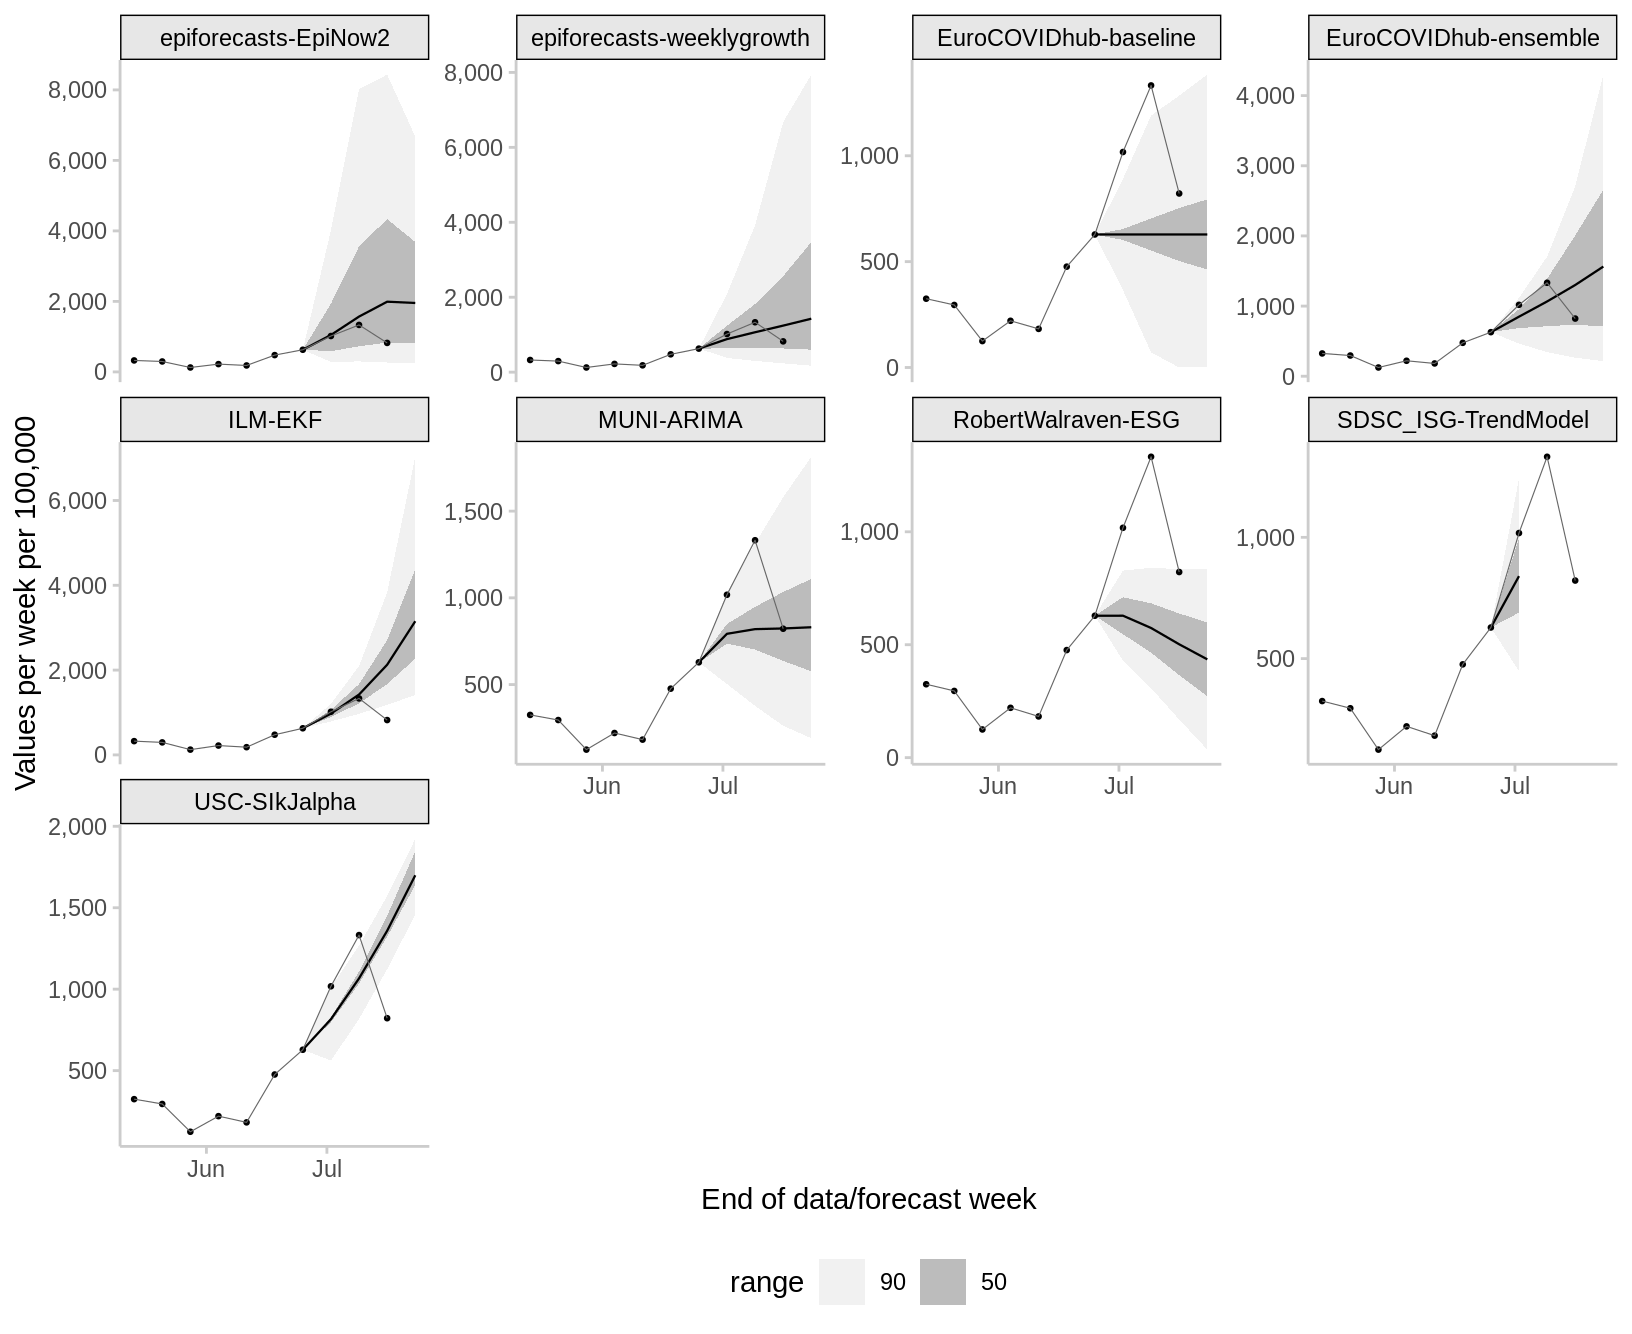 epiforecasts-EpiNow2
epiforecasts-weeklygrowth
EuroCOVIDhub-baseline
EuroCOVIDhub-ensemble
8,000
6,000
4,000
2,000
0
8,000
6,000
4,000
2,000
0
1,000
500
0
4,000
3,000
2,000
1,000
0
ILM-EKF
MUNI-ARIMA
RobertWalraven-ESG
SDSC_ISG-TrendModel
6,000
4,000
2,000
0
1,500
1,000
500
Jun Jul
1,000
500
0
Jun Jul
1,000
500
Jun Jul
USC-SIkJalpha
2,000
1,500
1,000
500
Jun Jul
Values per week per 100,000
End of data/forecast week
range 90 50